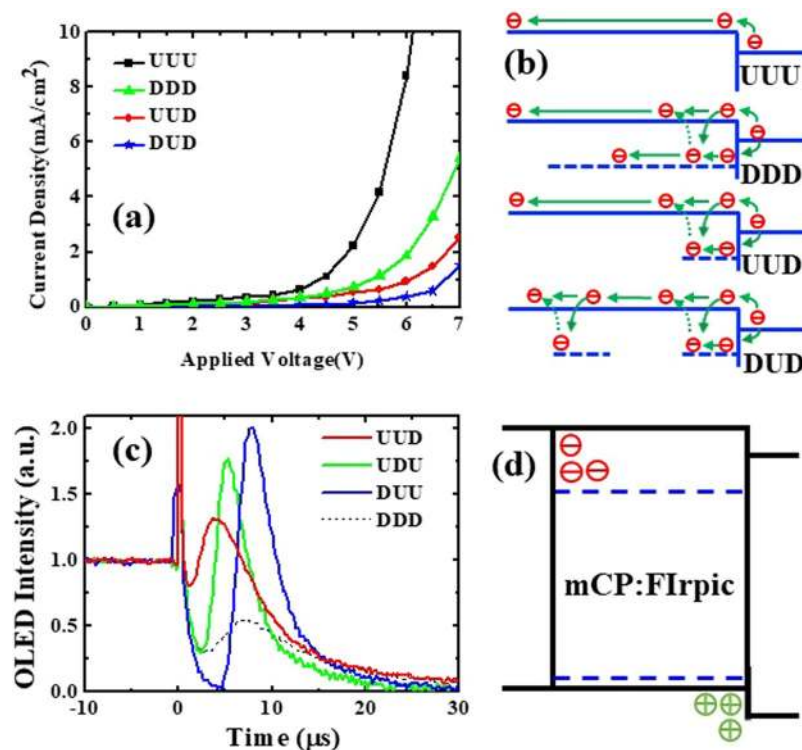 (a)
UUU
DDD
UUD
DUD
Current Density(mA/cm²)
10
8
6
4
2
0
0 1 2 3 4 5 6 7
Applied Voltage(V)
(b)
UUU
DDD
UUD
DUD
(c)
UUD
UDU
DUU
DDD
OLED Intensity (a.u.)
2.0
1.5
1.0
0.5
0.0
-10 0 10 20 30
Time (μs)
(d)
mCP:FIrpic